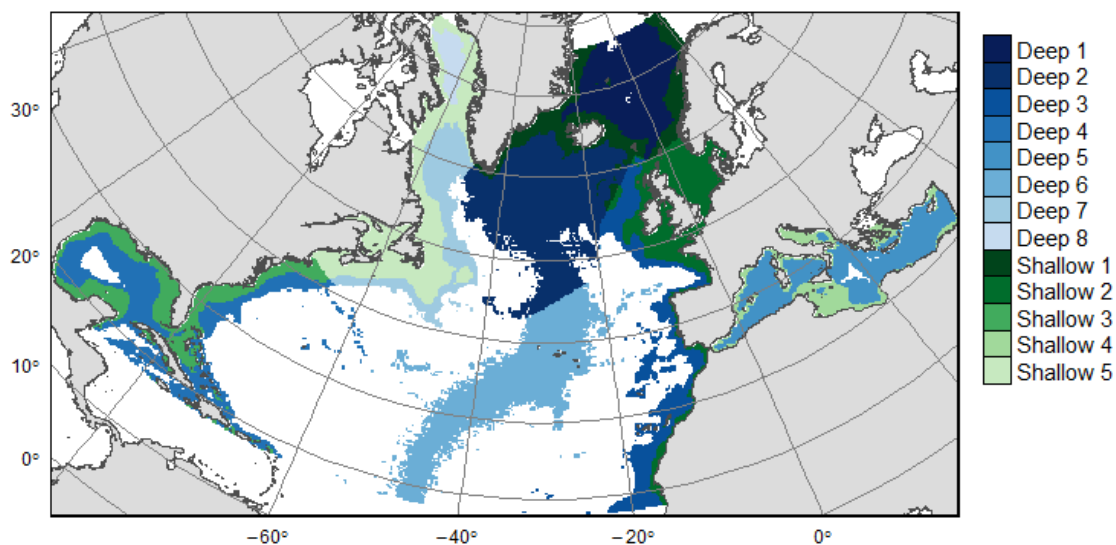 30°
20°
10°
0°
−60°
−40°
−20°
0°
Deep 1
Deep 2
Deep 3
Deep 4
Deep 5
Deep 6
Deep 7
Deep 8
Shallow 1
Shallow 2
Shallow 3
Shallow 4
Shallow 5